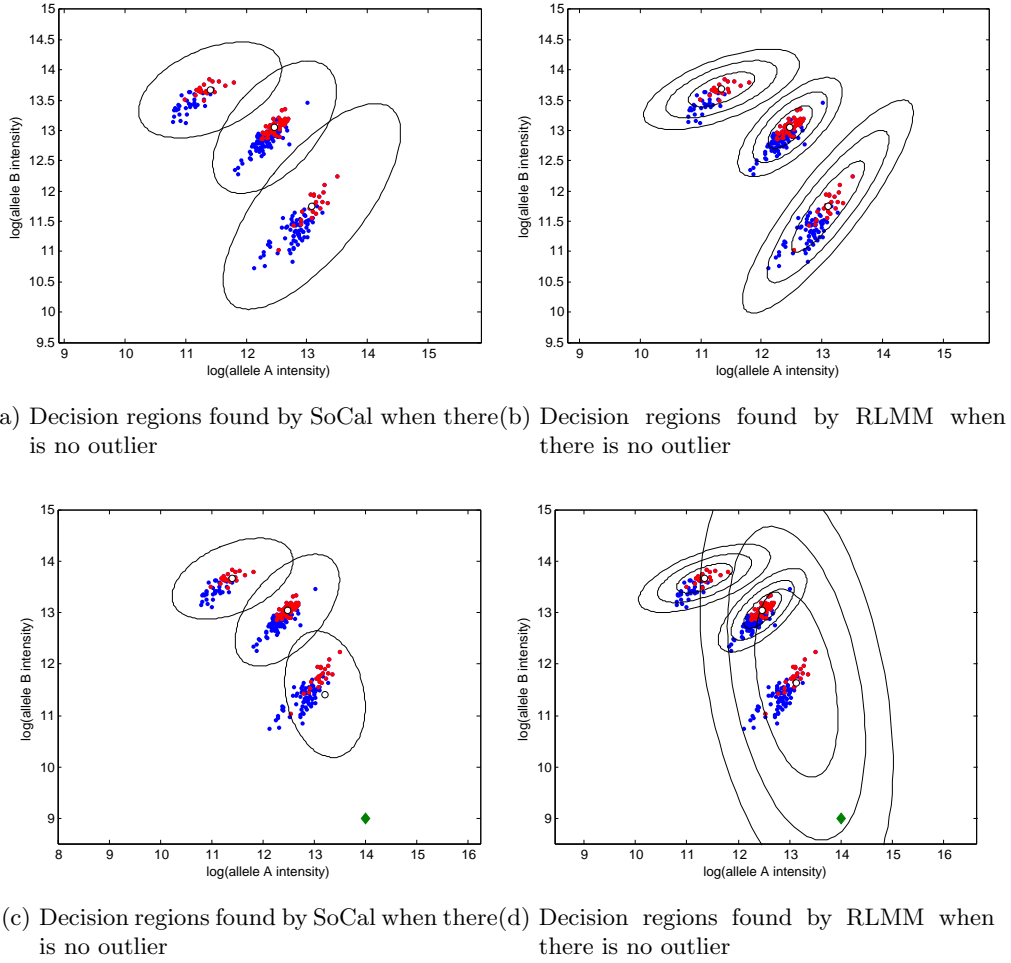 15
14.5
14
13.5
13
12.5
12
11.5
11
10.5
10
9.5
9 10 11 12 13 14 15
log(allele A intensity)
log(allele B intensity)
15
14.5
14
13.5
13
12.5
12
11.5
11
10.5
10
9.5
9 10 11 12 13 14 15
log(allele A intensity)
log(allele B intensity)
a) Decision regions found by SoCal when there
is no outlier
(b) Decision regions found by RLMM when
there is no outlier
15
14
13
12
11
10
9
8 9 10 11 12 13 14 15 16
log(allele A intensity)
log(allele B intensity)
15
14
13
12
11
10
9
9 10 11 12 13 14 15 16
log(allele A intensity)
log(allele B intensity)
(c) Decision regions found by SoCal when there
is no outlier
(d) Decision regions found by RLMM when
there is no outlier